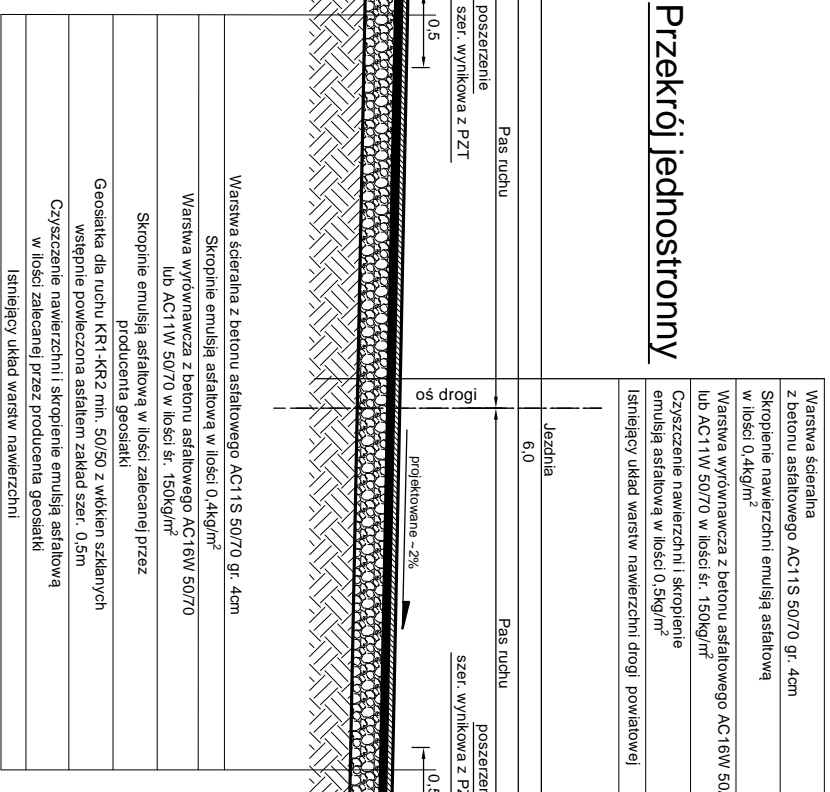 Przekrój jednostronny
Warstwa ścieralna
z betonu asfaltowego AC11S 50/70 gr. 4cm
Skropienie nawierzchni emulsją asfaltową
w ilości 0,4kg/m²
Warstwa wyrównawcza z betonu asfaltowego AC16W 50/
lub AC11W 50/70 w ilości śr. 150kg/m²
Czyszczenie nawierzchni i skropienie
emulsją asfaltową w ilości 0,5kg/m²
Istniejący układ warstw nawierzchni drogi powiatowej
Jezdnia
6,0
Pas ruchu
Pas ruchu
poszerzenie
szer. wynikowa z PZT
0,5
oś drogi
projektowane ~2%
poszerzen
szer. wynikowa z PZ
0,5
Warstwa ścieralna z betonu asfaltowego AC11S 50/70 gr. 4cm
Skropinie emulsją asfaltową w ilości 0,4kg/m²
Warstwa wyrównawcza z betonu asfaltowego AC16W 50/70
lub AC11W 50/70 w ilości śr. 150kg/m²
Skropinie emulsją asfaltową w ilości zalecanej przez
producenta geosiatki
Geosiatka dla ruchu KR1-KR2 min. 50/50 z włókien szklanych
wstępnie powleczona asfaltem zakład szer. 0,5m
Czyszczenie nawierzchni i skropienie emulsją asfaltową
w ilości zalecanej przez producenta geosiatki
Istniejący układ warstw nawierzchni